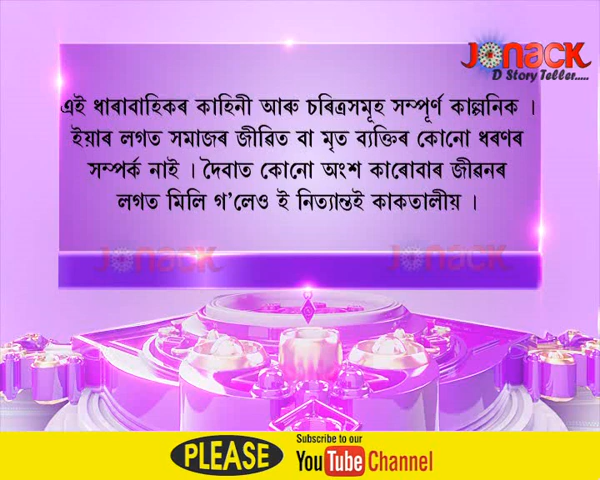 JONACK
D Story Teller.....
এই ধাৰাবাহিকৰ কাহিনী আৰু চৰিত্ৰসমূহ সম্পূৰ্ণ কাল্পনিক ।
ইয়াৰ লগত সমাজৰ জীৱিত বা মৃত ব্যক্তিৰ কোনো ধৰণৰ
সম্পৰ্ক নাই । দৈবাত কোনো অংশ কাৰোবাৰ জীৱনৰ
লগত মিলি গ'লেও ই নিত্যান্তই কাকতালীয় ।
JONACK JONACK
PLEASE
Subscribe to our
YouTube Channel